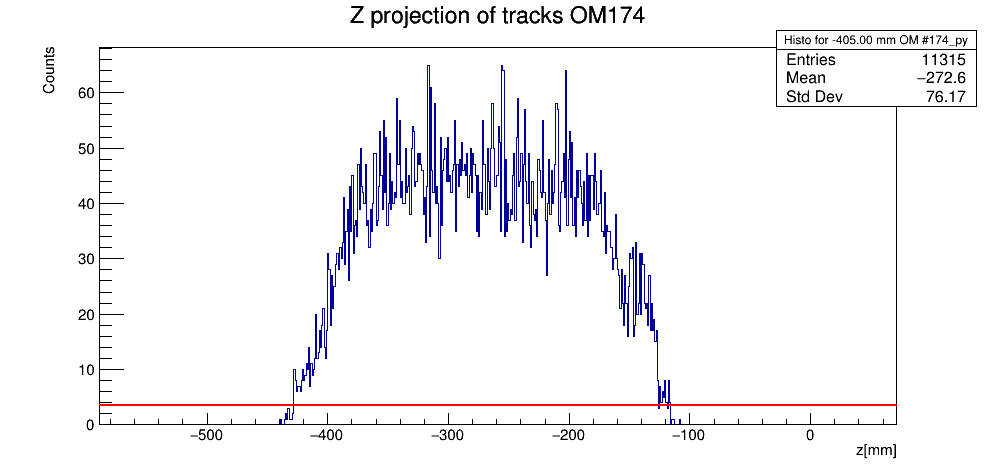 Z projection of tracks OM174
Histo for -405.00 mm OM #174_py
Entries 11315
Mean −272.6
Std Dev 76.17
Counts
60
50
40
30
20
10
0
−500 −400 −300 −200 −100 0
z[mm]